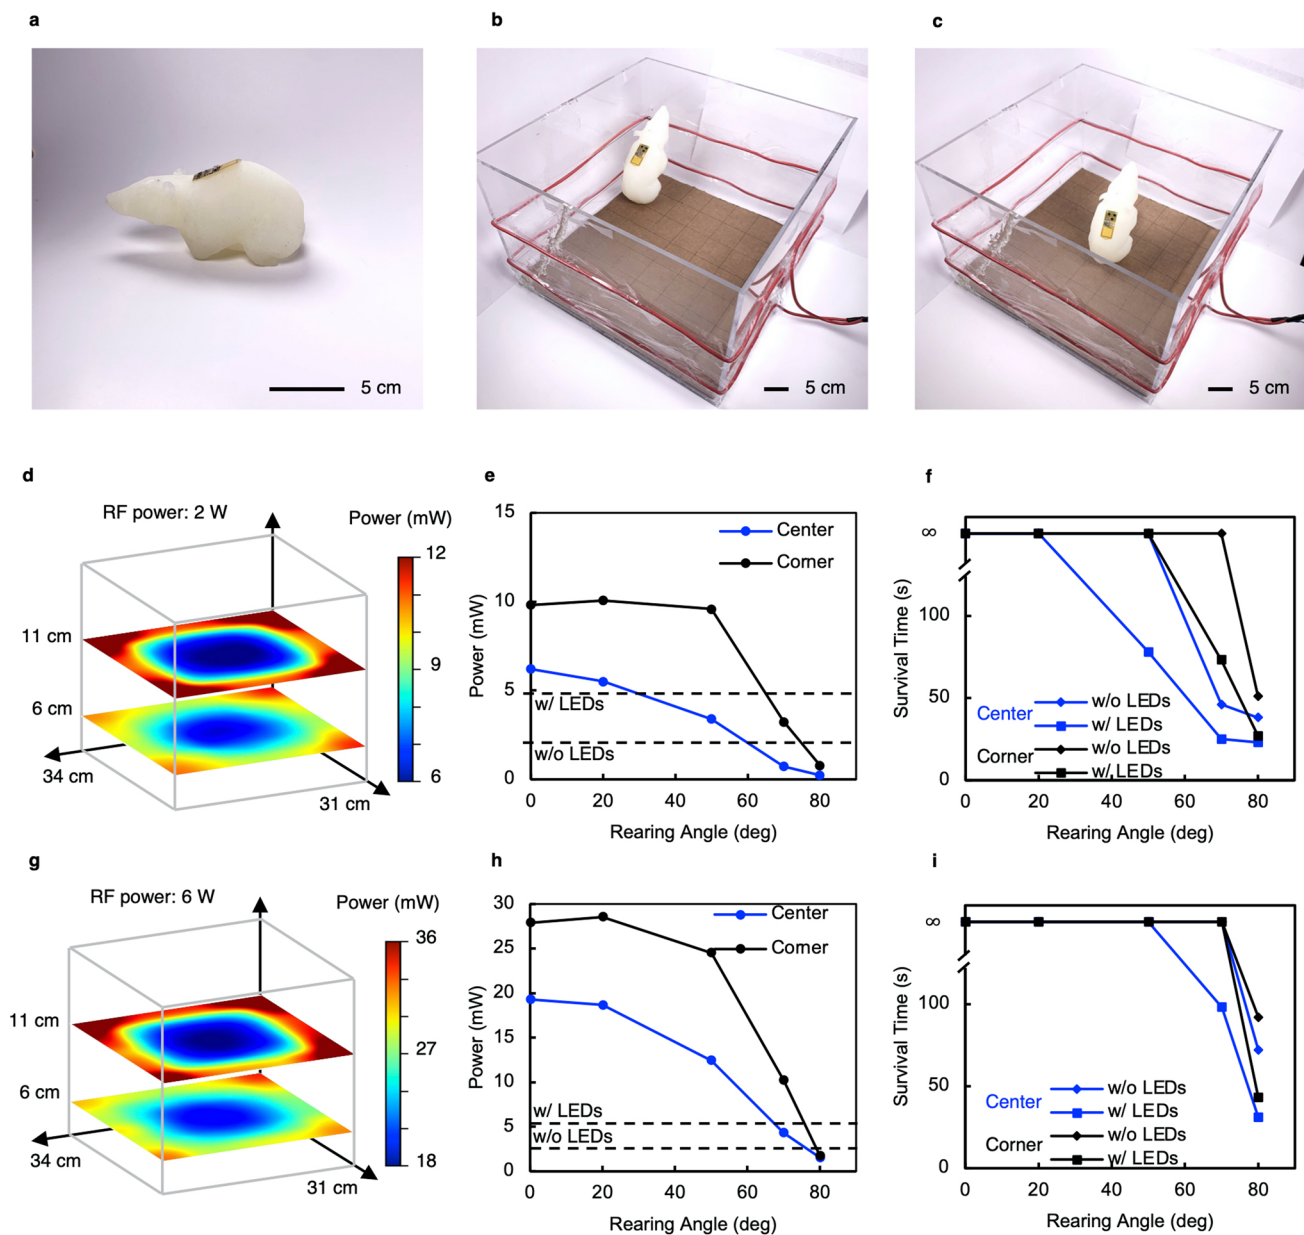 a
b
c
5 cm
5 cm
5 cm
d
e
f
RF power: 2 W
Power (mW)
12
9
6
11 cm
6 cm
34 cm
31 cm
15
10
5
0
Power (mW)
Center
Corner
w/ LEDs
w/o LEDs
0 20 40 60 80
Rearing Angle (deg)
∞
100
50
0
Survival Time (s)
Center
w/o LEDs
w/ LEDs
Corner
w/o LEDs
w/ LEDs
0 20 40 60 80
Rearing Angle (deg)
g
h
i
RF power: 6 W
Power (mW)
36
27
18
11 cm
6 cm
34 cm
31 cm
30
25
20
15
10
5
0
Power (mW)
Center
Corner
w/ LEDs
w/o LEDs
0 20 40 60 80
Rearing Angle (deg)
∞
100
50
0
Survival Time (s)
Center
w/o LEDs
w/ LEDs
Corner
w/o LEDs
w/ LEDs
0 20 40 60 80
Rearing Angle (deg)